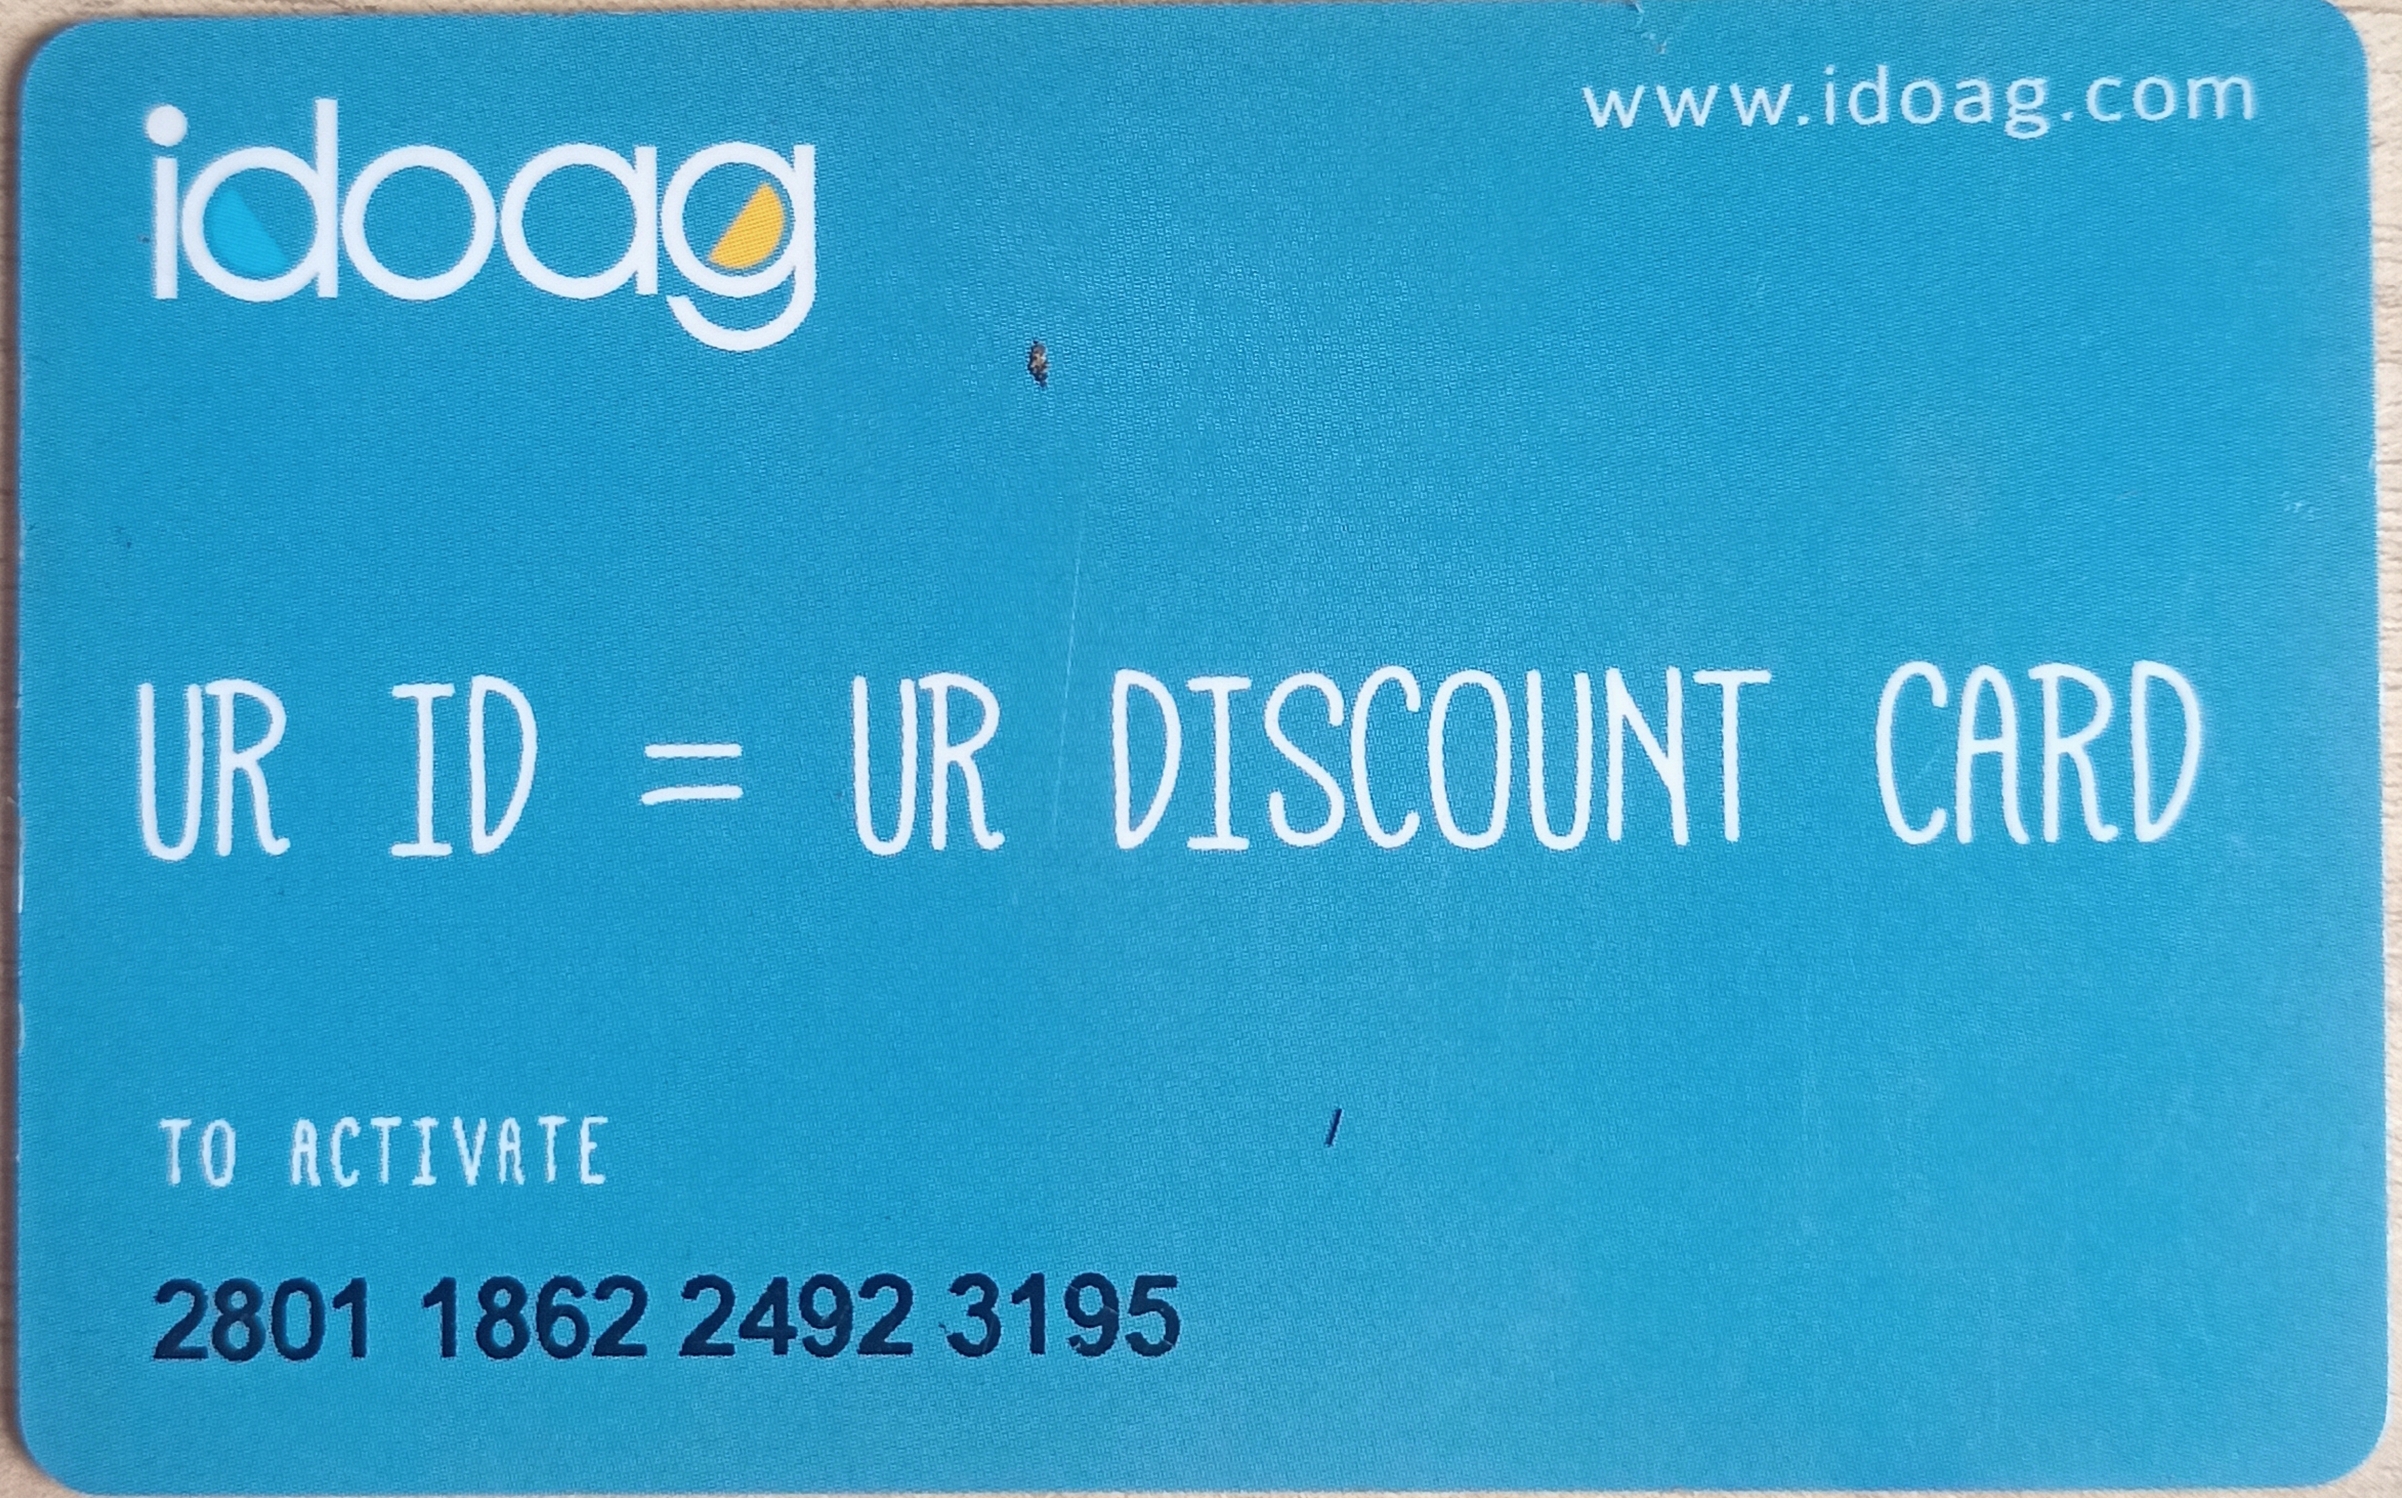 idoag
www.idoag.com
UR ID = UR DISCOUNT CARD
TO ACTIVATE
2801 1862 2492 3195